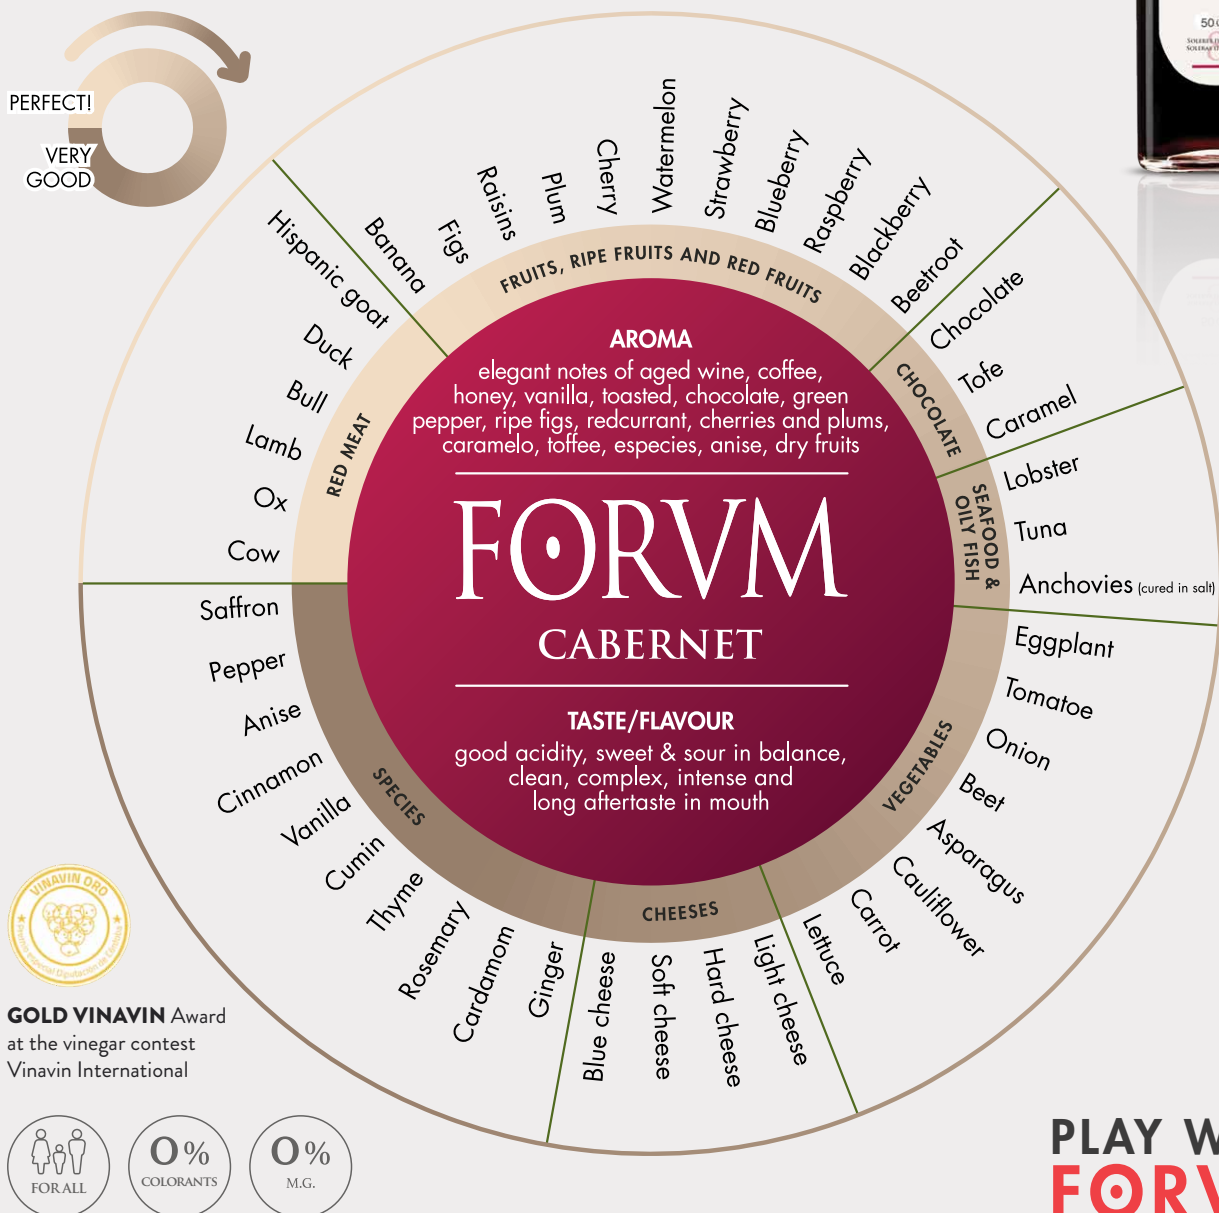 PERFECT!
VERY
GOOD
Hispanic goat
Duck
Bull
Lamb
Ox
Cow
RED MEAT
Banana
Figs
Raisins
Plum
Cherry
Watermelon
Strawberry
Blueberry
Raspberry
Blackberry
Beetroot
FRUITS, RIPE FRUITS AND RED FRUITS
Chocolate
Tofe
Caramel
CHOCOLATE
Lobster
Tuna
Anchovies (cured in salt)
SEAFOOD &
OILY FISH
Eggplant
Tomatoe
Onion
Beet
Asparagus
Cauliflower
Carrot
Lettuce
VEGETABLES
Light cheese
Hard cheese
Soft cheese
Blue cheese
CHEESES
Ginger
Cardamom
Rosemary
Thyme
Cumin
Vanilla
Cinnamon
Anise
Pepper
Saffron
SPECIES
AROMA
elegant notes of aged wine, coffee,
honey, vanilla, toasted, chocolate, green
pepper, ripe figs, redcurrant, cherries and plums,
caramelo, toffee, especies, anise, dry fruits
FORVM
CABERNET
TASTE/FLAVOUR
good acidity, sweet & sour in balance,
clean, complex, intense and
long aftertaste in mouth
VINAVIN ORO
Premio especial Diputación de Córdoba
GOLD VINAVIN Award
at the vinegar contest
Vinavin International
FOR ALL
0%
COLORANTS
0%
M.G.
PLAY W
FORV